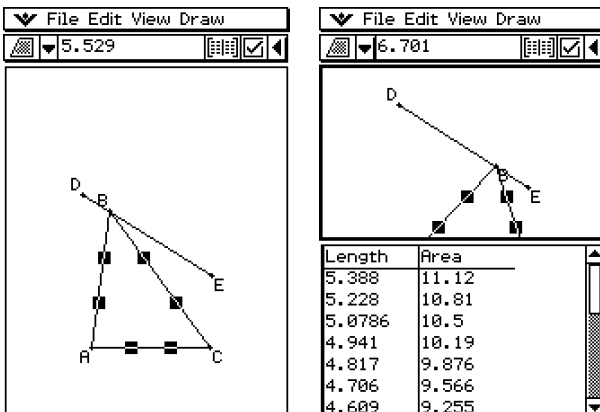 File Edit View Draw
5.529
D
B
E
A
C
File Edit View Draw
6.701
D
B
E
Length Area
5.388 11.12
5.228 10.81
5.0786 10.5
4.941 10.19
4.817 9.876
4.706 9.566
4.609 9.255